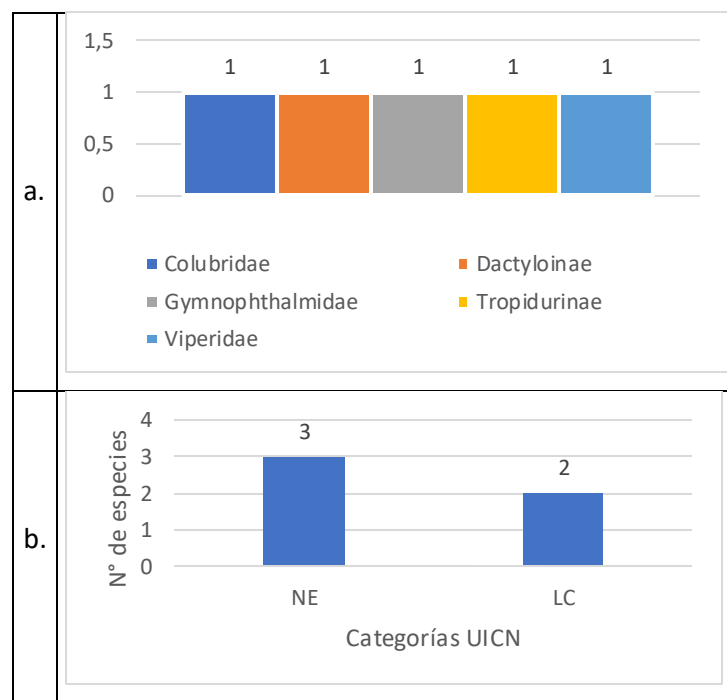 a.
1,5
1
0,5
0
1 1 1 1 1
Colubridae Dactyloinae
Gymnophthalmidae Tropidurinae
Viperidae
b.
N° de especies
4
3
2
1
0
3
2
NE LC
Categorías UICN